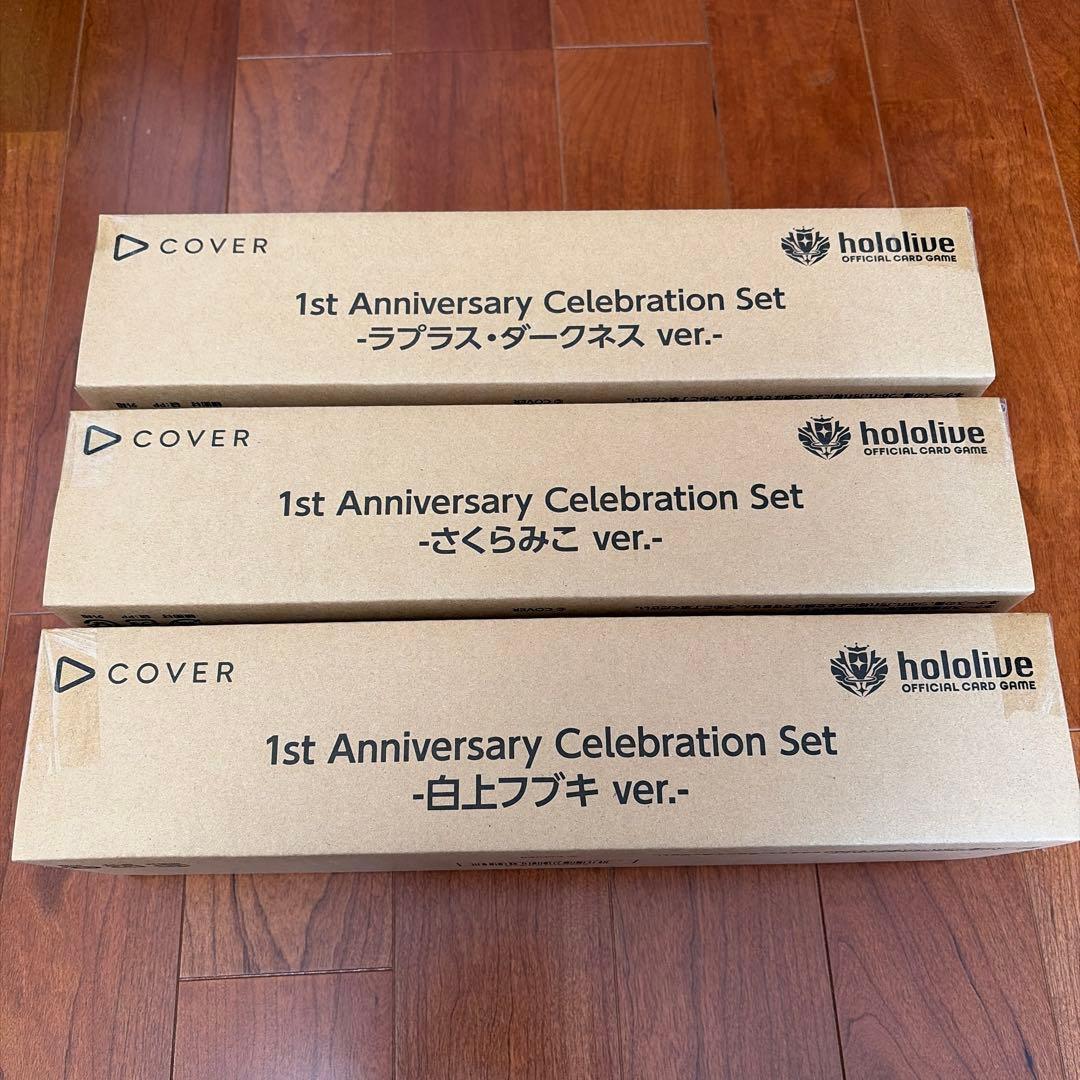 COVER
hololive
OFFICIAL CARD GAME
1st Anniversary Celebration Set
-ラプラス・ダークネス ver.-
COVER
hololive
OFFICIAL CARD GAME
1st Anniversary Celebration Set
-さくらみこ ver.-
COVER
hololive
OFFICIAL CARD GAME
1st Anniversary Celebration Set
-白上フブキ ver.-